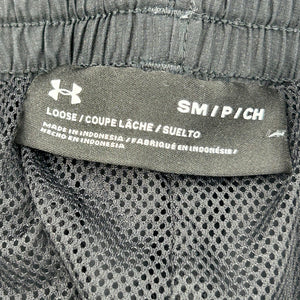 SM / P / CH
LOOSE / COUPE LÂCHE / SUELTO
MADE IN INDONESIA / FABRIQUÉ EN INDONÉSIE /
HECHO EN INDONESIA